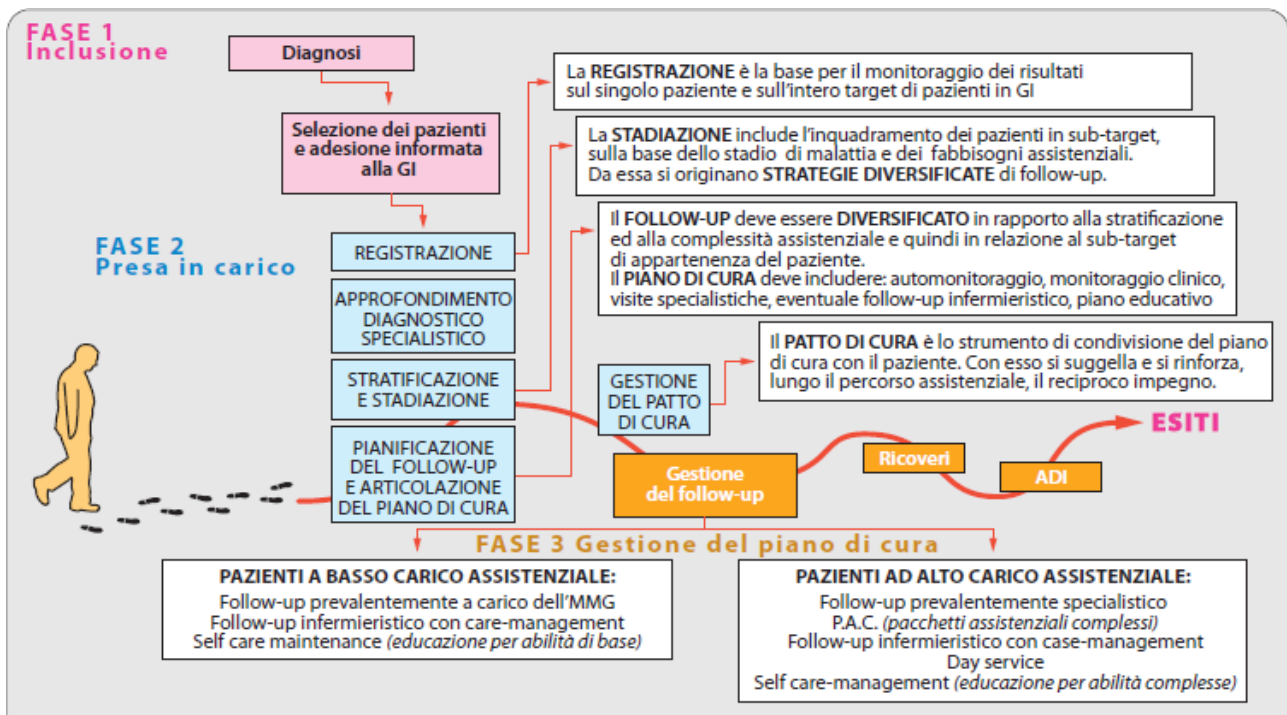 FASE 1
Inclusione
Diagnosi
Selezione dei pazienti
e adesione informata
alla GI
La REGISTRAZIONE è la base per il monitoraggio dei risultati
sul singolo paziente e sull'intero target di pazienti in GI
La STADIAZIONE include l'inquadramento dei pazienti in sub-target,
sulla base dello stadio di malattia e dei fabbisogni assistenziali.
Da essa si originano STRATEGIE DIVERSIFICATE di follow-up.
FASE 2
Presa in carico
REGISTRAZIONE
APPROFONDIMENTO
DIAGNOSTICO
SPECIALISTICO
STRATIFICAZIONE
E STADIAZIONE
PIANIFICAZIONE
DEL FOLLOW-UP
E ARTICOLAZIONE
DEL PIANO DI CURA
Il FOLLOW-UP deve essere DIVERSIFICATO in rapporto alla stratificazione
ed alla complessità assistenziale e quindi in relazione al sub-target
di appartenenza del paziente.
Il PIANO DI CURA deve includere: automonitoraggio, monitoraggio clinico,
visite specialistiche, eventuale follow-up infermieristico, piano educativo
GESTIONE
DEL PATTO
DI CURA
Il PATTO DI CURA è lo strumento di condivisione del piano
di cura con il paziente. Con esso si suggella e si rinforza,
lungo il percorso assistenziale, il reciproco impegno.
Gestione
del follow-up
Ricoveri
ADI
ESITI
FASE 3 Gestione del piano di cura
PAZIENTI A BASSO CARICO ASSISTENZIALE:
Follow-up prevalentemente a carico dell'MMG
Follow-up infermieristico con care-management
Self care maintenance (educazione per abilità di base)
PAZIENTI AD ALTO CARICO ASSISTENZIALE:
Follow-up prevalentemente specialistico
P.A.C. (pacchetti assistenziali complessi)
Follow-up infermieristico con case-management
Day service
Self care-management (educazione per abilità complesse)